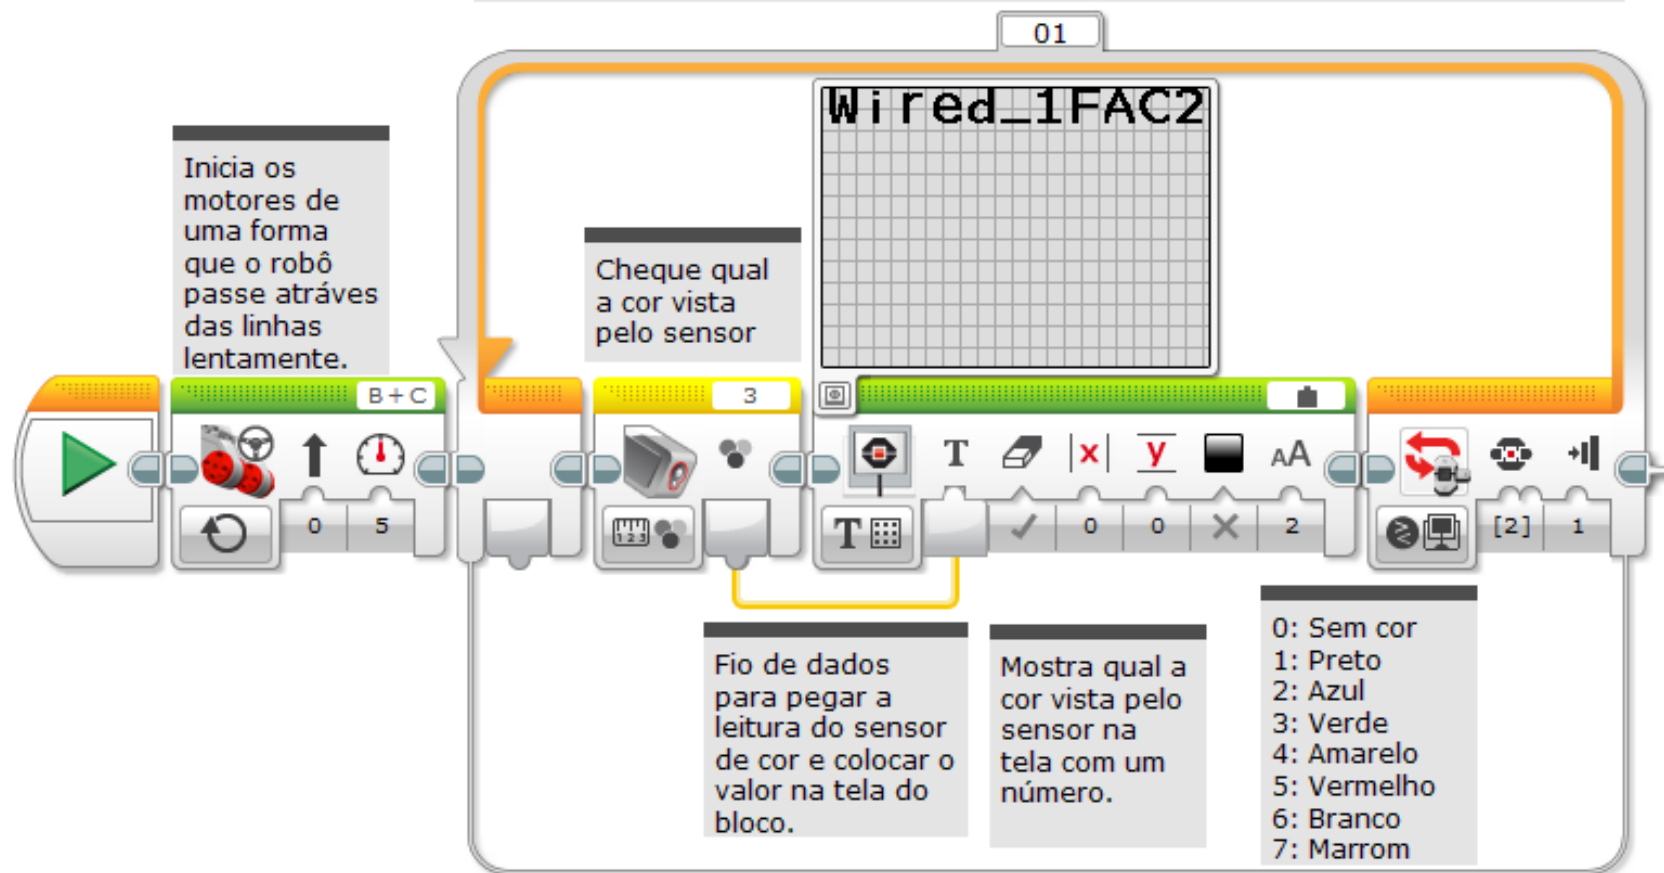 01
Wired_1FAC2
Inicia os
motores de
uma forma
que o robô
passe atráves
das linhas
lentamente.
Cheque qual
a cor vista
pelo sensor
B+C
3
T
x
y
AA
0
5
123
T
0
0
2
[2]
1
Fio de dados
para pegar a
leitura do sensor
de cor e colocar o
valor na tela do
bloco.
Mostra qual a
cor vista pelo
sensor na
tela com um
número.
0: Sem cor
1: Preto
2: Azul
3: Verde
4: Amarelo
5: Vermelho
6: Branco
7: Marrom